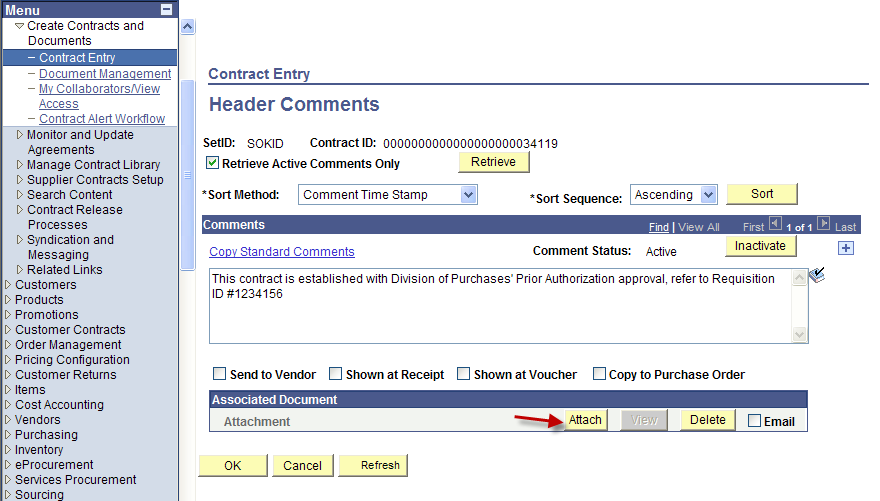 Menu
Create Contracts and
Documents
Contract Entry
Document Management
My Collaborators/View
Access
Contract Alert Workflow
Monitor and Update
Agreements
Manage Contract Library
Supplier Contracts Setup
Search Content
Contract Release
Processes
Syndication and
Messaging
Related Links
Customers
Products
Promotions
Customer Contracts
Order Management
Pricing Configuration
Customer Returns
Items
Cost Accounting
Vendors
Purchasing
Inventory
eProcurement
Services Procurement
Sourcing
Contract Entry
Header Comments
SetID: SOKID Contract ID: 0000000000000000000034119
Retrieve Active Comments Only Retrieve
*Sort Method: Comment Time Stamp *Sort Sequence: Ascending Sort
Comments Find | View All First 1 of 1 Last
Copy Standard Comments Comment Status: Active Inactivate
This contract is established with Division of Purchases' Prior Authorization approval, refer to Requisition
ID #1234156
Send to Vendor Shown at Receipt Shown at Voucher Copy to Purchase Order
Associated Document
Attachment Attach View Delete Email
OK Cancel Refresh